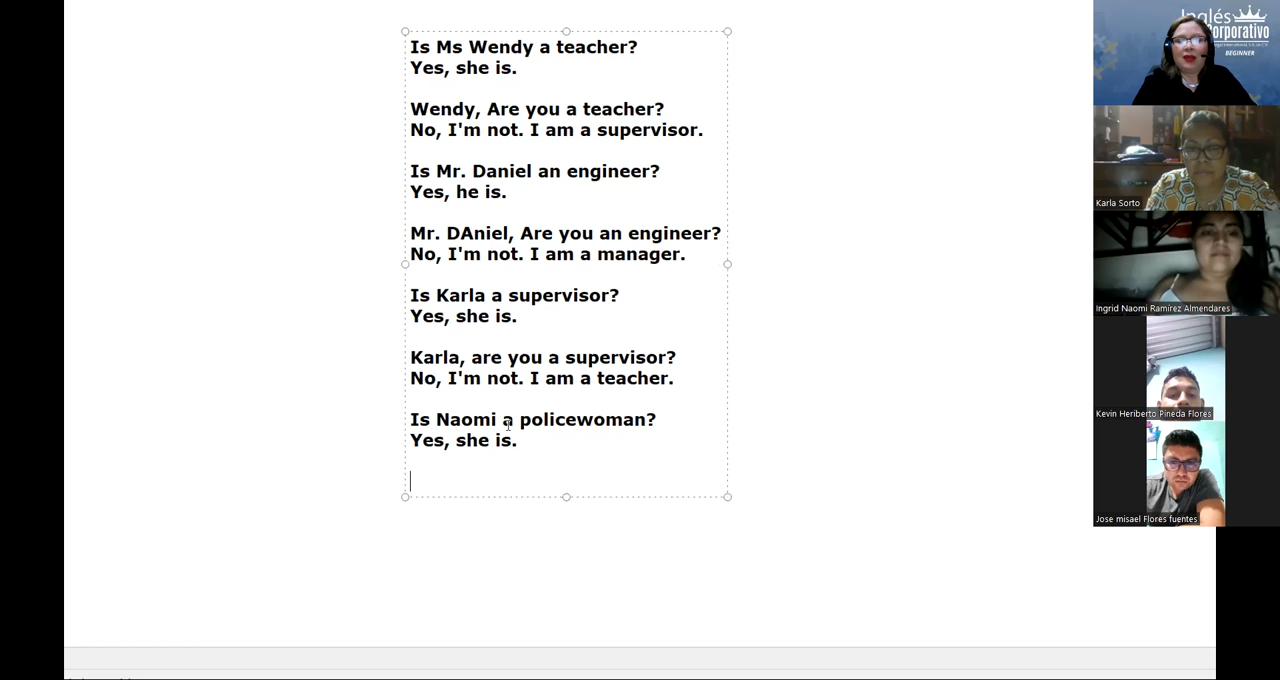 Is Ms Wendy a teacher?
Yes, she is.
Wendy, Are you a teacher?
No, I'm not. I am a supervisor.
Is Mr. Daniel an engineer?
Yes, he is.
Mr. DAniel, Are you an engineer?
No, I'm not. I am a manager.
Is Karla a supervisor?
Yes, she is.
Karla, are you a supervisor?
No, I'm not. I am a teacher.
Is Naomi a policewoman?
Yes, she is.
Inglés
BEGINNER
Karla Sorto
Ingrid Naomi Ramírez Almendares
Kevin Heriberto Pineda Flores
Jose misael Flores fuentes